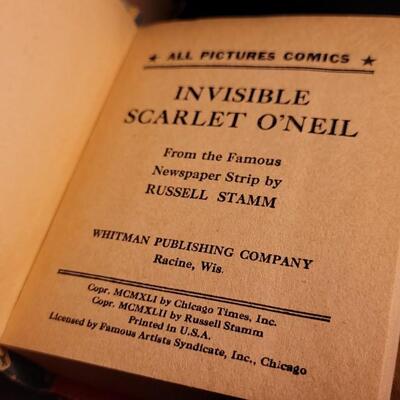 ★ ALL PICTURES COMICS ★
INVISIBLE
SCARLET O'NEIL
From the Famous
Newspaper Strip by
RUSSELL STAMM
WHITMAN PUBLISHING COMPANY
Racine, Wis.
Copr. MCMXLI by Chicago Times, Inc.
Copr. MCMXLII by Russell Stamm
Printed in U.S.A.
Licensed by Famous Artists Syndicate, Inc., Chicago